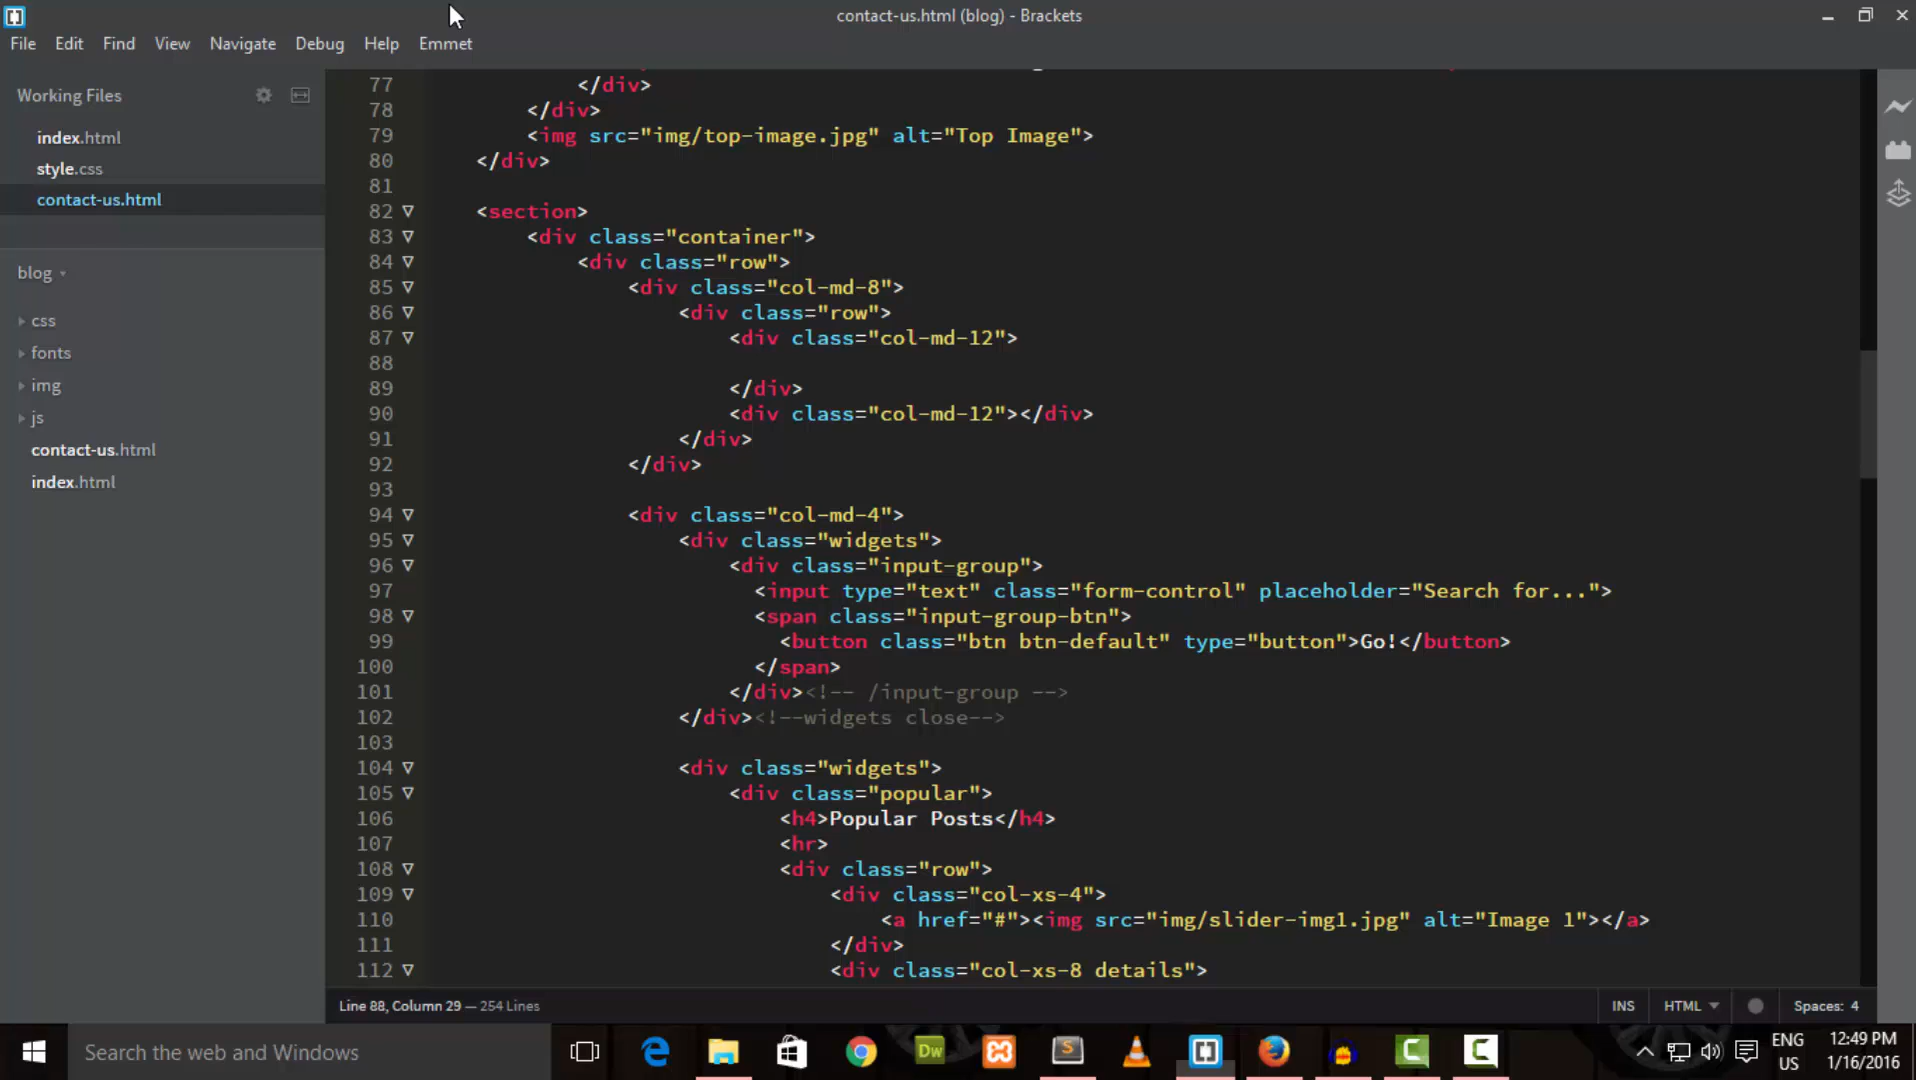 contact-us.html (blog) - Brackets
File Edit Find View Navigate Debug Help Emmet
Working Files
index.html
style.css
contact-us.html
blog
css
fonts
img
js
contact-us.html
index.html
77 </div>
78 </div>
79 <img src="img/top-image.jpg" alt="Top Image">
80 </div>
81
82 <section>
83 <div class="container">
84 <div class="row">
85 <div class="col-md-8">
86 <div class="row">
87 <div class="col-md-12">
88
89 </div>
90 <div class="col-md-12"></div>
91 </div>
92 </div>
93
94 <div class="col-md-4">
95 <div class="widgets">
96 <div class="input-group">
97 <input type="text" class="form-control" placeholder="Search for...">
98 <span class="input-group-btn">
99 <button class="btn btn-default" type="button">Go!</button>
100 </span>
101 </div><!-- /input-group -->
102 </div><!--widgets close-->
103
104 <div class="widgets">
105 <div class="popular">
106 <h4>Popular Posts</h4>
107 <hr>
108 <div class="row">
109 <div class="col-xs-4">
110 <a href="#"><img src="img/slider-img1.jpg" alt="Image 1"></a>
111 </div>
112 <div class="col-xs-8 details">
Line 88, Column 29 — 254 Lines
INS HTML Spaces: 4
Search the web and Windows
Dw
ENG
US
12:49 PM
1/16/2016